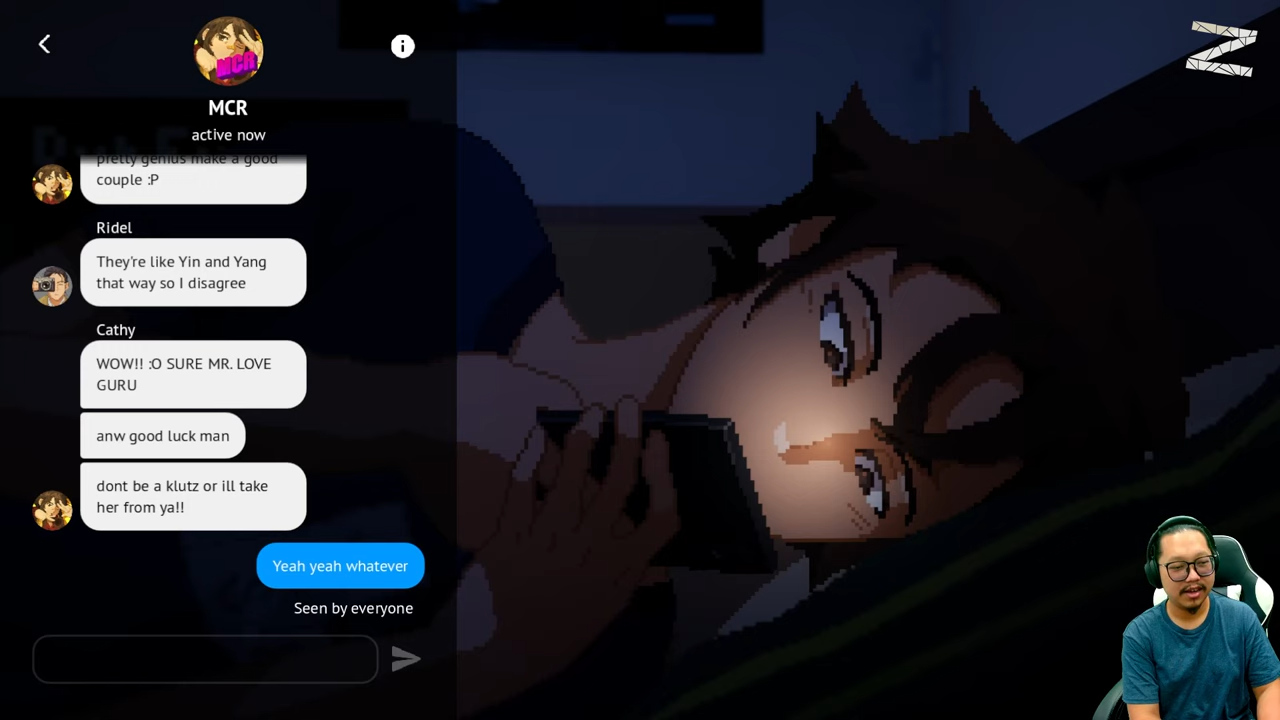 MCR
MCR
active now
pretty genius make a good
couple :P
Ridel
They're like Yin and Yang
that way so I disagree
Cathy
WOW!! :O SURE MR. LOVE
GURU
anw good luck man
dont be a klutz or ill take
her from ya!!
Yeah yeah whatever
Seen by everyone
Z